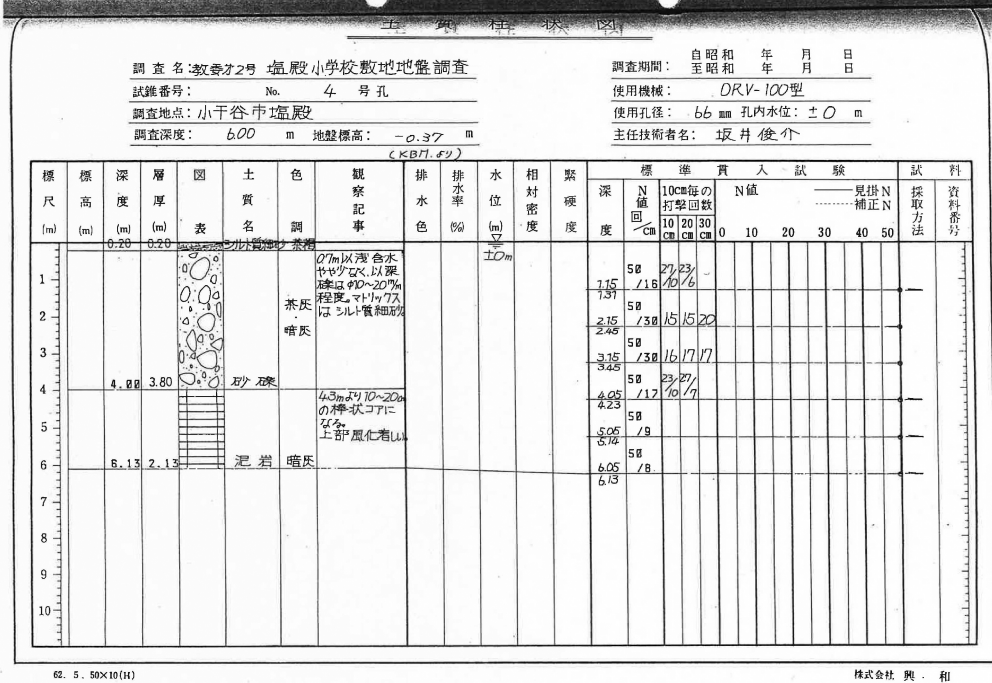 土質柱状図
調査名:教委才2号 塩殿小学校敷地地盤調査
試錐番号: No. 4 号孔
調査地点:小千谷市塩殿
調査深度: 6.00 m 地盤標高: -0.37 m
(KBM.より)
調査期間: 自昭和 年 月 日
至昭和 年 月 日
使用機械: DRV-100型
使用孔径: 66 mm 孔内水位: ±0 m
主任技術者名: 坂井俊介
標尺(m) 標高(m) 深度(m) 層厚(m) 図表 土質名 色調 観察記事 排水色 排水率(%) 水位(m) 相対密度 緊硬度
標準貫入試験
深度 N値 回/cm 10cm毎の打撃回数 10cm 20cm 30cm
N値 見掛N
補正N
0 10 20 30 40 50
試料 採取方法 資料番号
0.20 0.20 シルト質細砂 茶褐
±0m
0.7m以浅含水
やや少なく、以深
礫はφ10~20m/m
程度。マトリックス
は シルト質細砂
茶灰・暗灰
4.00 3.80 砂礫
4.3mより10~20cm
の棒状コアに
なる。
上部風化著しい
6.13 2.13 泥岩 暗灰
1.15 50/16 27/10 23/6
1.31
2.15 50/30 15 15 20
2.45
3.15 50/30 16 17 17
3.45
4.05 50/17 23/10 27/7
4.23
5.05 50/9
5.14
6.05 50/8
6.13
1
2
3
4
5
6
7
8
9
10
62. 5. 50×10(H)
株式会社 興・和